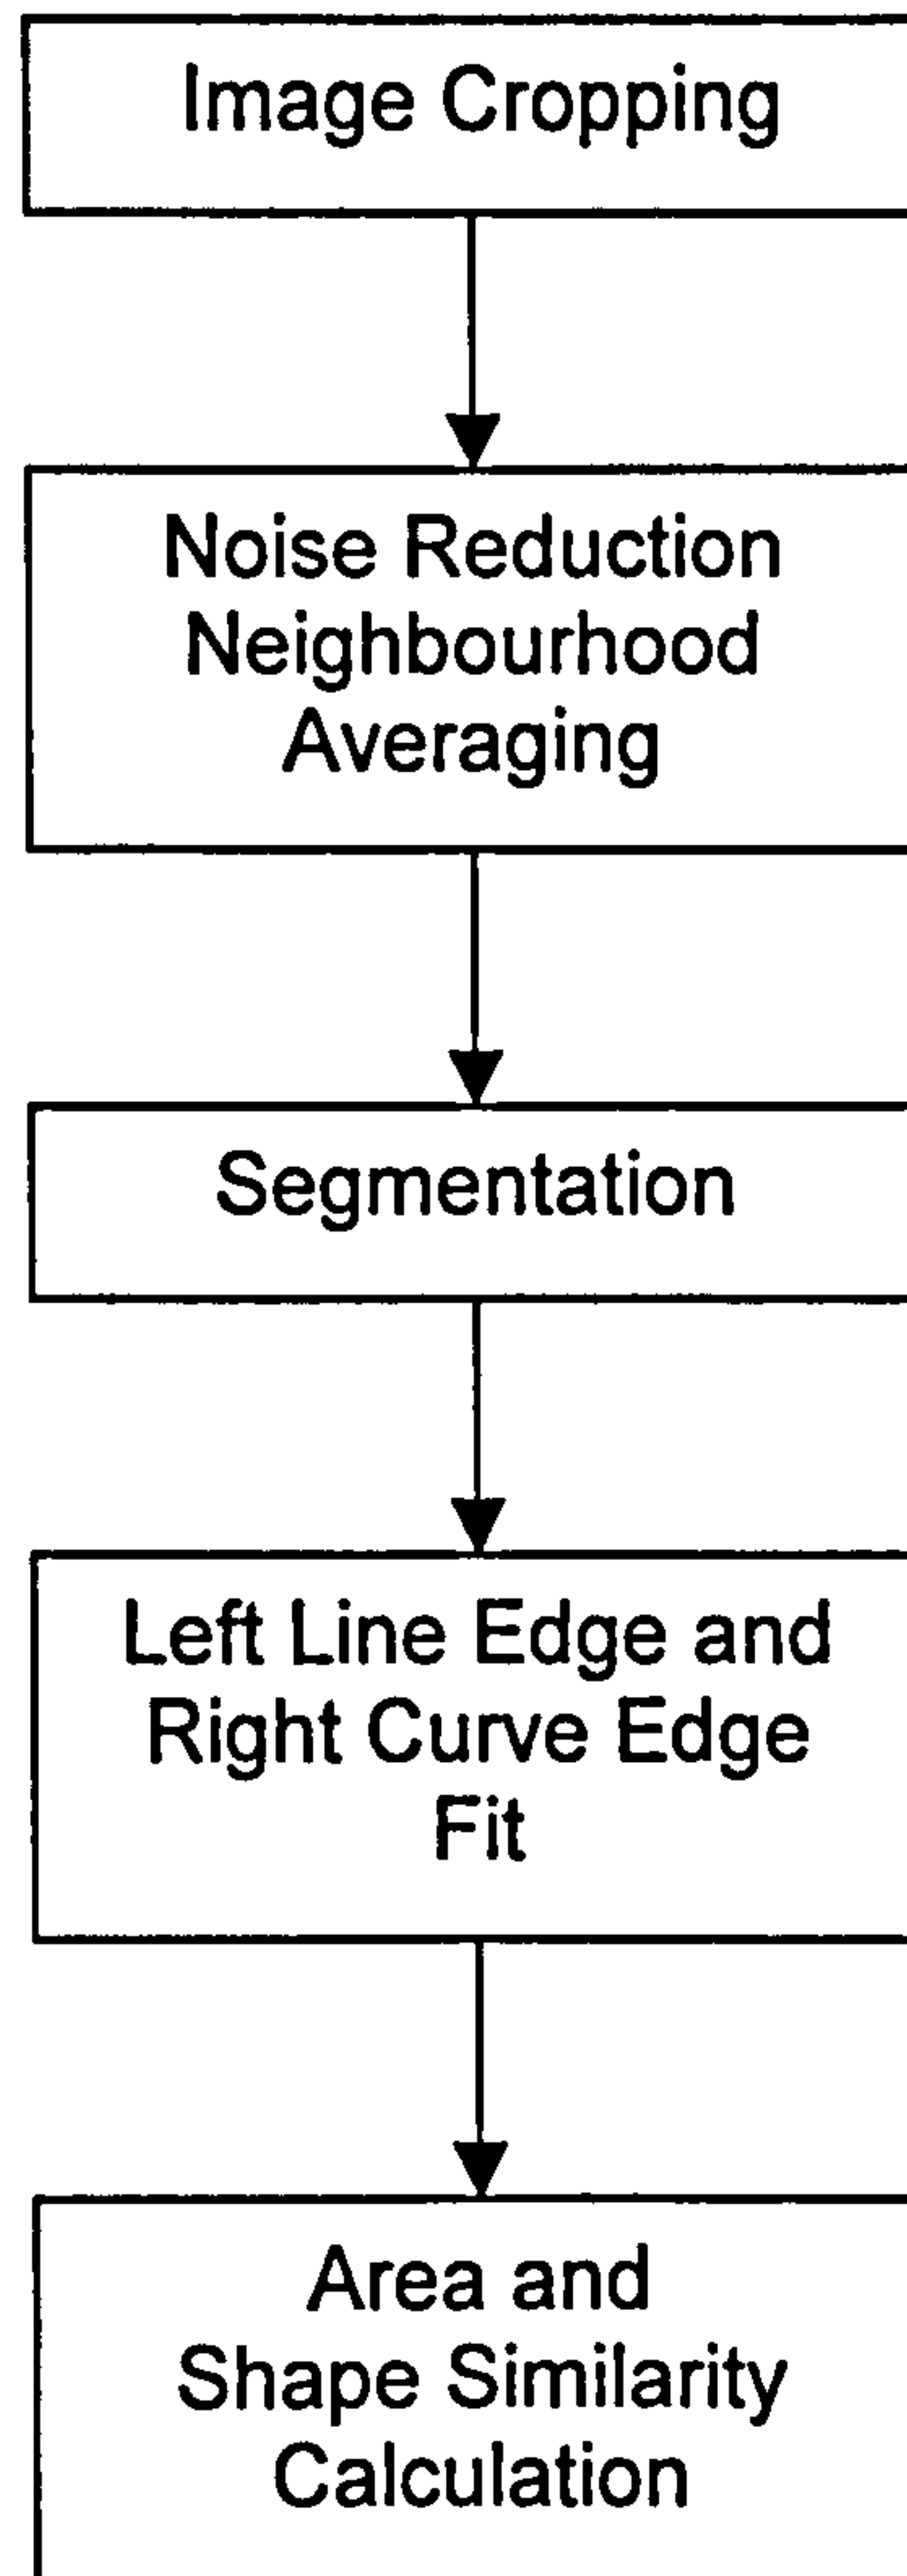 Image Cropping
Noise Reduction
Neighbourhood
Averaging
Segmentation
Left Line Edge and
Right Curve Edge
Fit
Area and
Shape Similarity
Calculation